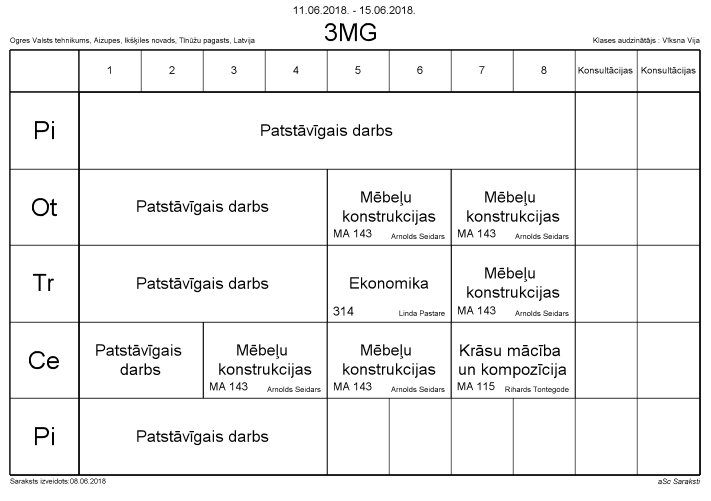 11.06.2018. - 15.06.2018.
3MG
Ogres Valsts tehnikums, Aizupes, Ikšķiles novads, Tīnūžu pagasts, Latvija
Klases audzinātājs : Vīksna Vija
1 2 3 4 5 6 7 8 Konsultācijas Konsultācijas
Pi
Patstāvīgais darbs
Ot
Patstāvīgais darbs
Mēbeļu
konstrukcijas
MA 143 Arnolds Seidars
Mēbeļu
konstrukcijas
MA 143 Arnolds Seidars
Tr
Patstāvīgais darbs
Ekonomika
314 Linda Pastare
Mēbeļu
konstrukcijas
MA 143 Arnolds Seidars
Ce
Patstāvīgais
darbs
Mēbeļu
konstrukcijas
MA 143 Arnolds Seidars
Mēbeļu
konstrukcijas
MA 143 Arnolds Seidars
Krāsu mācība
un kompozīcija
MA 115 Rihards Tontegode
Pi
Patstāvīgais darbs
Saraksts izveidots:08.06.2018
aSc Saraksti